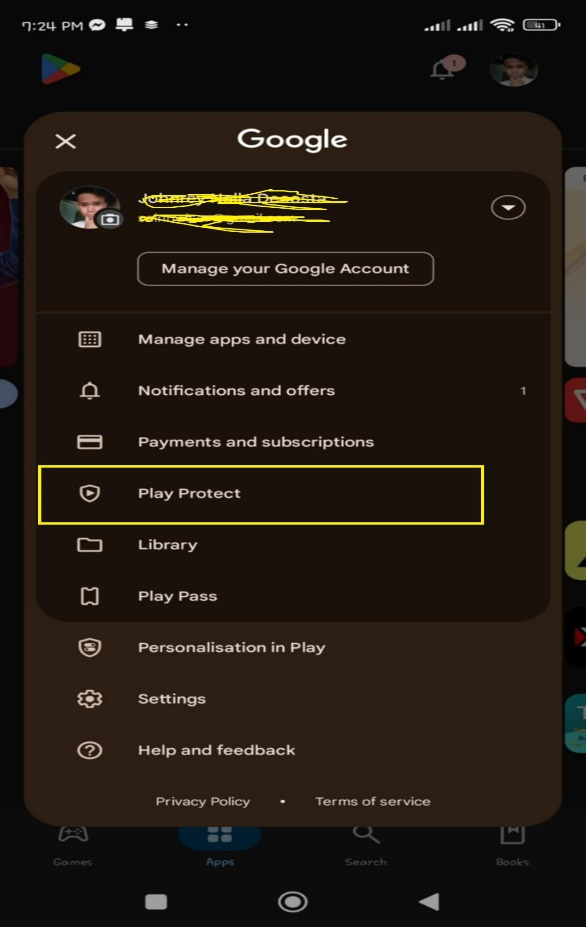 7:24 PM
41
1
Google
Manage your Google Account
Manage apps and device
Notifications and offers
1
Payments and subscriptions
Play Protect
Library
Play Pass
Personalisation in Play
Settings
Help and feedback
Privacy Policy • Terms of service
Games
Apps
Search
Books